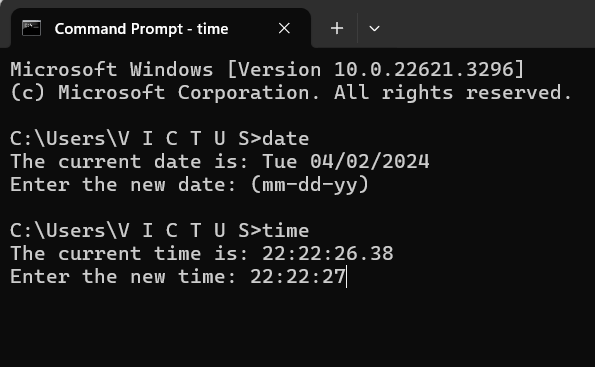 Command Prompt - time
Microsoft Windows [Version 10.0.22621.3296]
(c) Microsoft Corporation. All rights reserved.
C:\Users\V I C T U S>date
The current date is: Tue 04/02/2024
Enter the new date: (mm-dd-yy)
C:\Users\V I C T U S>time
The current time is: 22:22:26.38
Enter the new time: 22:22:27